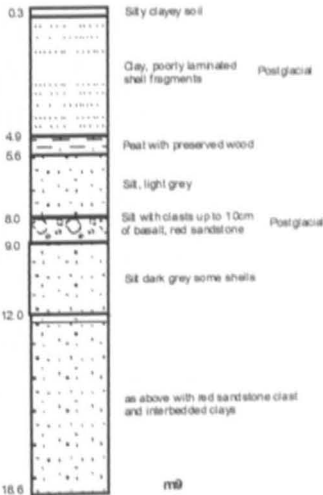 0.3 Silty clayey soil
Clay, poorly laminated Postglacial
shell fragments
4.9 Peat with preserved wood
5.6
Silt, light grey
8.0 Silt with clasts up to 10cm Postglacial
of basalt, red sandstone
9.0
Silt dark grey some shells
12.0
as above with red sandstone clast
and interbedded clays
18.6 m9